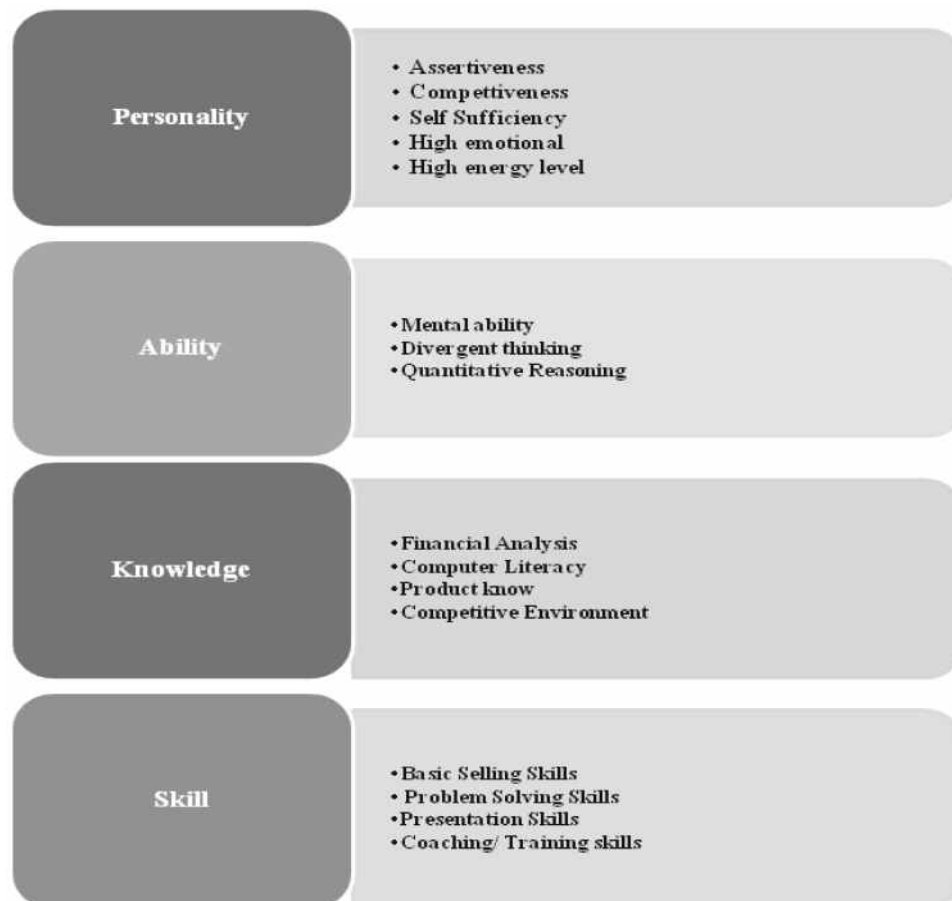 Personality
• Assertiveness
• Compettiveness
• Self Sufficiency
• High emotional
• High energy level
Ability
• Mental ability
• Divergent thinking
• Quantitative Reasoning
Knowledge
• Financial Analysis
• Computer Literacy
• Product know
• Competitive Environment
Skill
• Basic Selling Skills
• Problem Solving Skills
• Presentation Skills
• Coaching/ Training skills